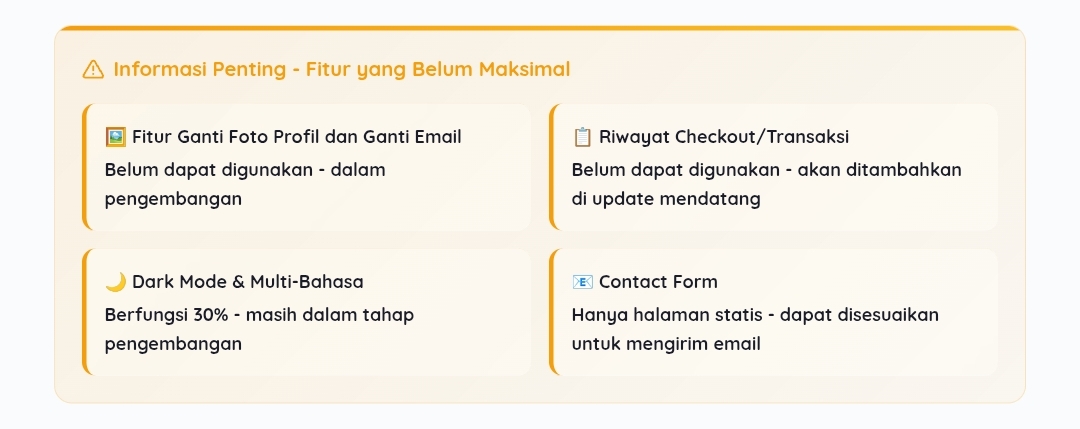 Informasi Penting - Fitur yang Belum Maksimal
🖼️ Fitur Ganti Foto Profil dan Ganti Email
Belum dapat digunakan - dalam
pengembangan
📋 Riwayat Checkout/Transaksi
Belum dapat digunakan - akan ditambahkan
di update mendatang
🌙 Dark Mode & Multi-Bahasa
Berfungsi 30% - masih dalam tahap
pengembangan
📧 Contact Form
Hanya halaman statis - dapat disesuaikan
untuk mengirim email